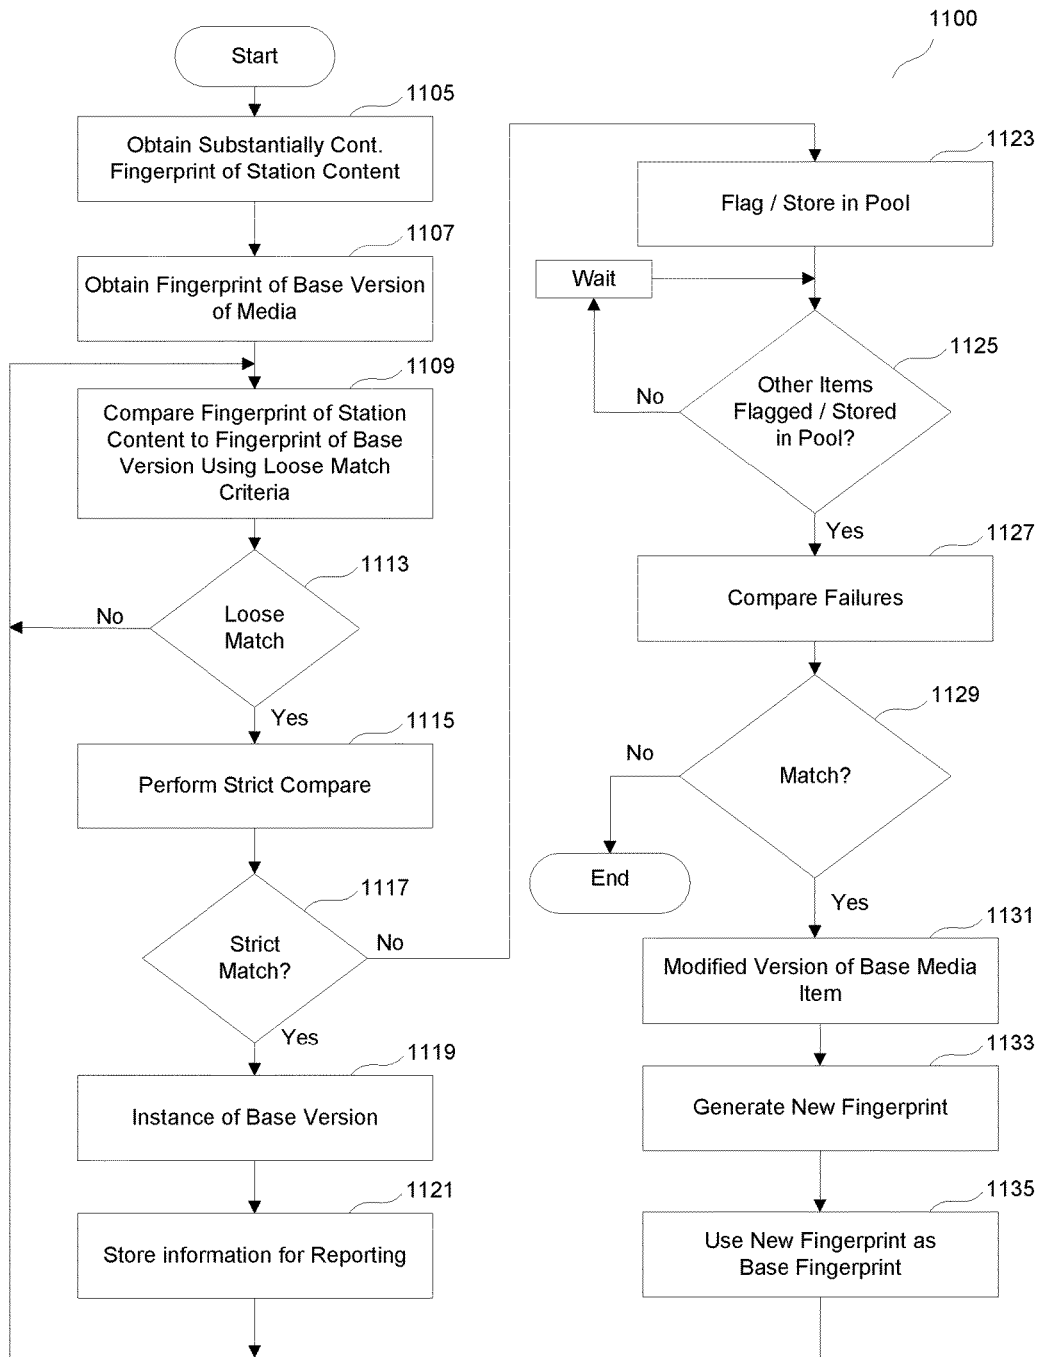 1100
Start
1105
Obtain Substantially Cont.
Fingerprint of Station Content
1107
Obtain Fingerprint of Base Version
of Media
1109
Compare Fingerprint of Station
Content to Fingerprint of Base
Version Using Loose Match
Criteria
1113
Loose
Match
No
Yes
1115
Perform Strict Compare
1117
Strict
Match?
No
Yes
1119
Instance of Base Version
1121
Store information for Reporting
1123
Flag / Store in Pool
Wait
1125
Other Items
Flagged / Stored
in Pool?
No
Yes
1127
Compare Failures
1129
Match?
No
End
Yes
1131
Modified Version of Base Media
Item
1133
Generate New Fingerprint
1135
Use New Fingerprint as
Base Fingerprint